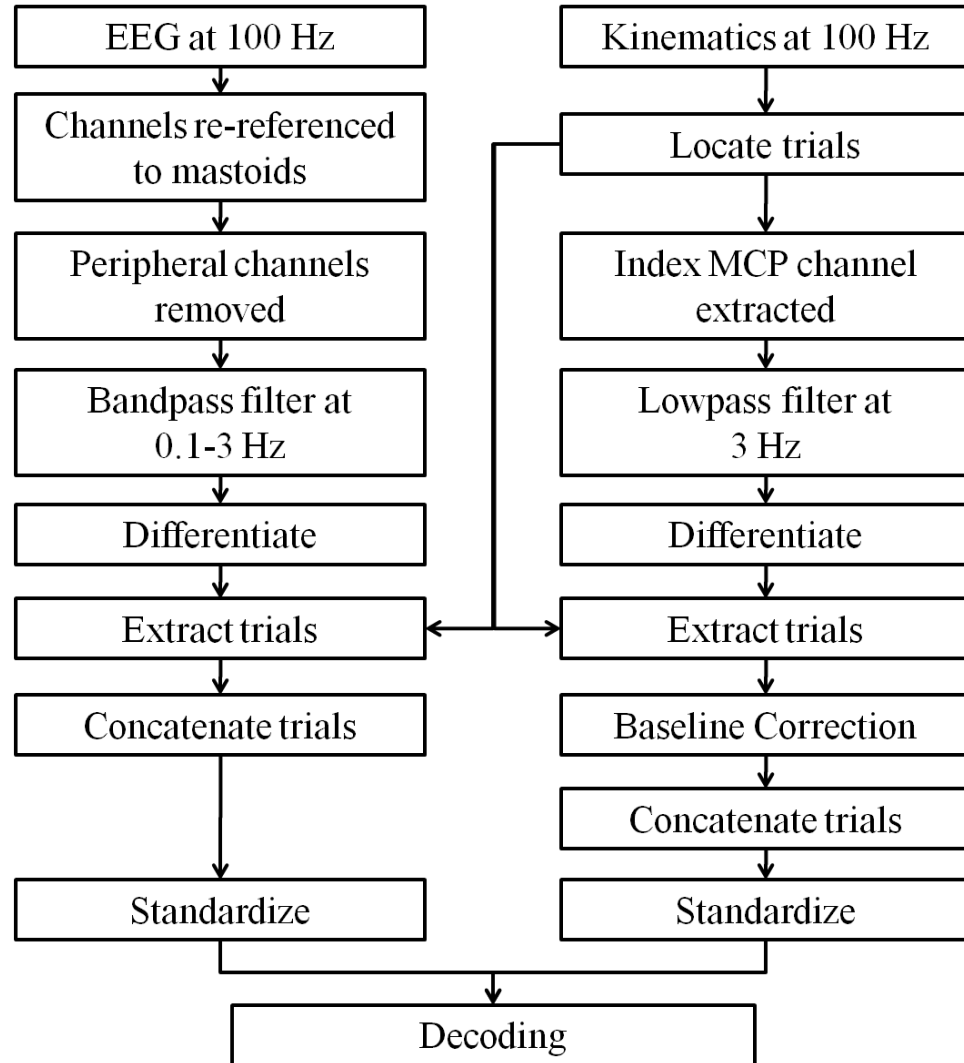 EEG at 100 Hz
Channels re-referenced
to mastoids
Peripheral channels
removed
Bandpass filter at
0.1-3 Hz
Differentiate
Extract trials
Concatenate trials
Standardize
Kinematics at 100 Hz
Locate trials
Index MCP channel
extracted
Lowpass filter at
3 Hz
Differentiate
Extract trials
Baseline Correction
Concatenate trials
Standardize
Decoding